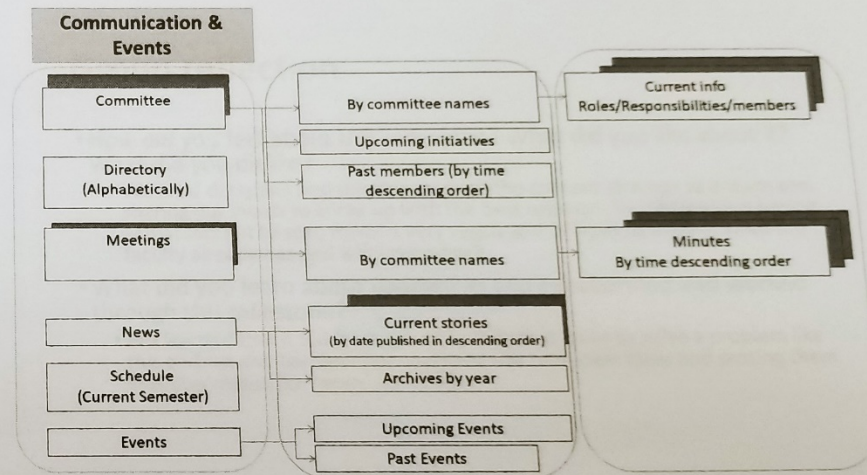 Communication &
Events
Committee
Directory
(Alphabetically)
Meetings
News
Schedule
(Current Semester)
Events
By committee names
Upcoming initiatives
Past members (by time
descending order)
By committee names
Current stories
(by date published in descending order)
Archives by year
Upcoming Events
Past Events
Current info
Roles/Responsibilities/members
Minutes
By time descending order